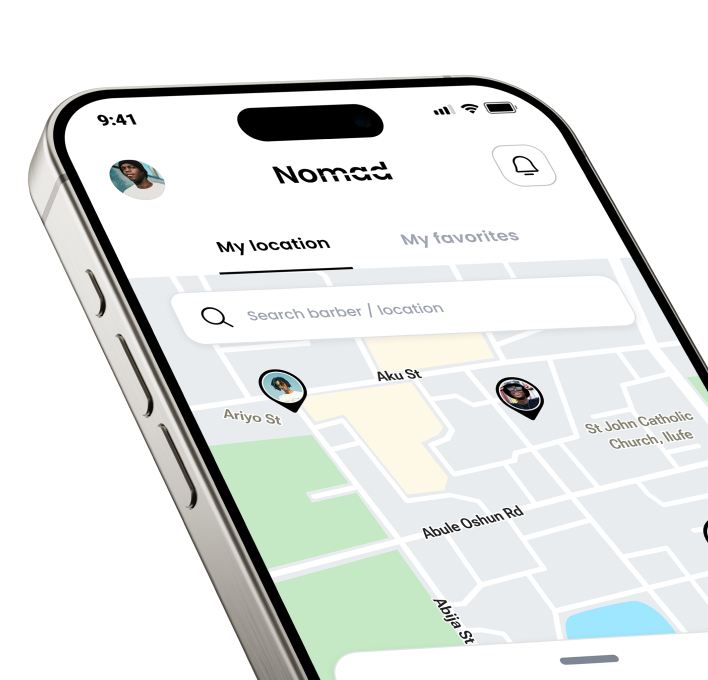 9:41
Nomad
My location
My favorites
Search barber / location
Aku St
Ariyo St
St John Catholic
Church, Ilufe
Abule Oshun Rd
Abija St